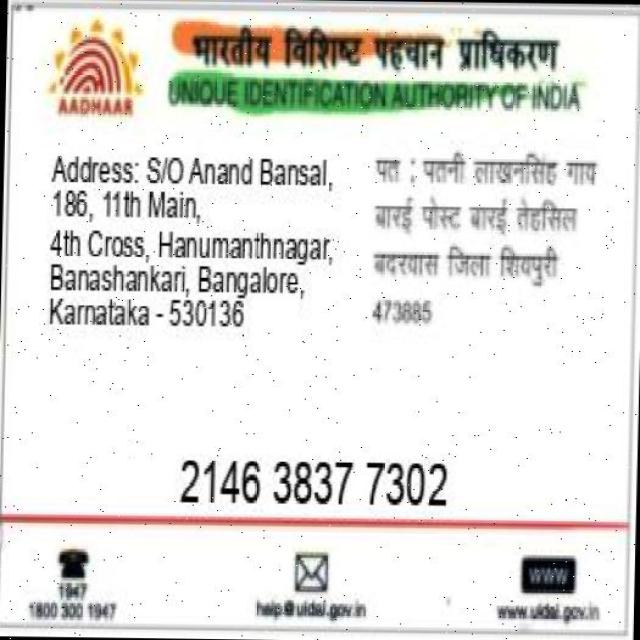 भारतीय विशिष्ट पहचान प्राधिकरण
AADHAAR
UNIQUE IDENTIFICATION AUTHORITY OF INDIA
Address: S/O Anand Bansal,
186, 11th Main,
4th Cross, Hanumanthnagar,
Banashankari, Bangalore,
Karnataka - 530136
पत : पतनी लाखनसिंह गाय
बारई पोस्ट बारई तेहसिल
बदरवास जिला शिवपुरी
473885
2146 3837 7302
1947
1800 300 1947
help@uidai.gov.in
WWW
www.uidai.gov.in